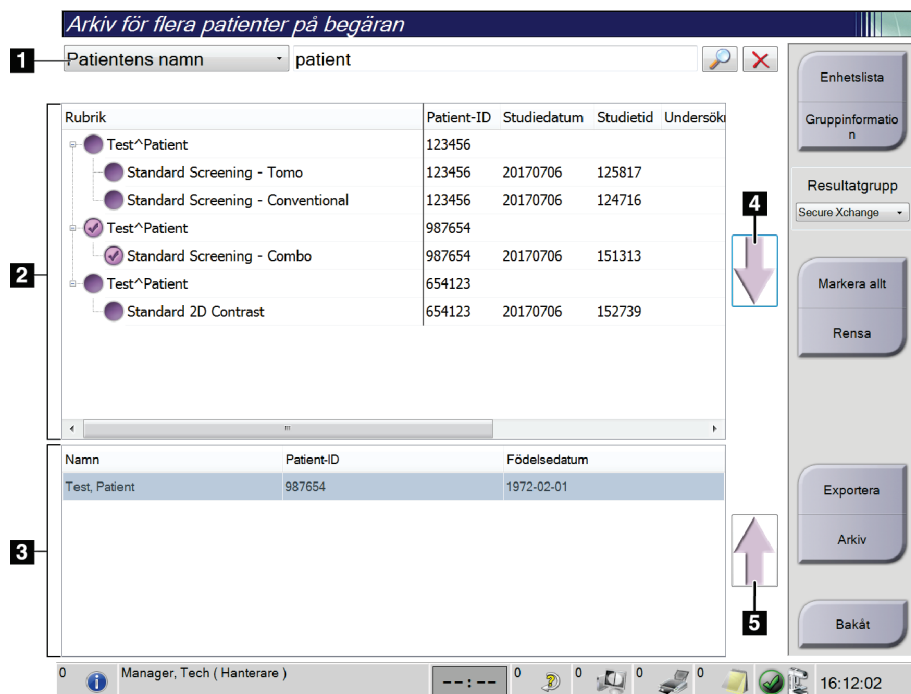 Arkiv för flera patienter på begäran
1
Patientens namn patient
Rubrik Patient-ID Studiedatum Studietid Undersök
Test^Patient 123456
Standard Screening - Tomo 123456 20170706 125817
Standard Screening - Conventional 123456 20170706 124716
Test^Patient 987654
Standard Screening - Combo 987654 20170706 151313
Test^Patient 654123
Standard 2D Contrast 654123 20170706 152739
2
4
Namn Patient-ID Födelsedatum
Test, Patient 987654 1972-02-01
3
5
Enhetslista
Gruppinformatio
n
Resultatgrupp
Secure Xchange
Markera allt
Rensa
Exportera
Arkiv
Bakåt
0 Manager, Tech ( Hanterare ) --:-- 0 0 0 0 16:12:02